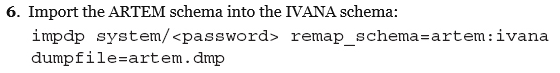 6. Import the ARTEM schema into the IVANA schema:
impdp system/<password> remap_schema=artem:ivana
dumpfile=artem.dmp